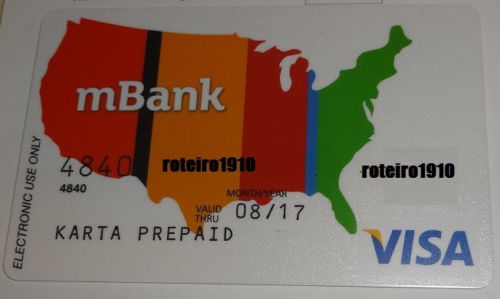 mBank
ELECTRONIC USE ONLY
4840 roteiro1910
roteiro1910
4840
MONTH/YEAR
VALID THRU 08/17
KARTA PREPAID
VISA